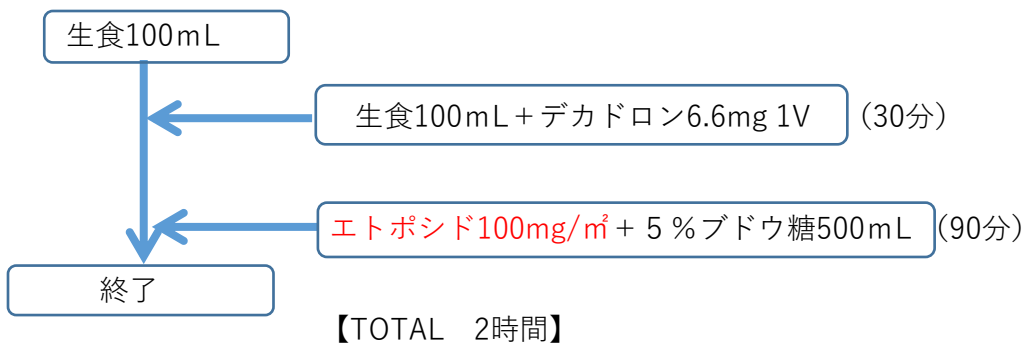 生食100mL
生食100mL+デカドロン6.6mg 1V (30分)
エトポシド100mg/㎡+5%ブドウ糖500mL (90分)
終了
【TOTAL 2時間】